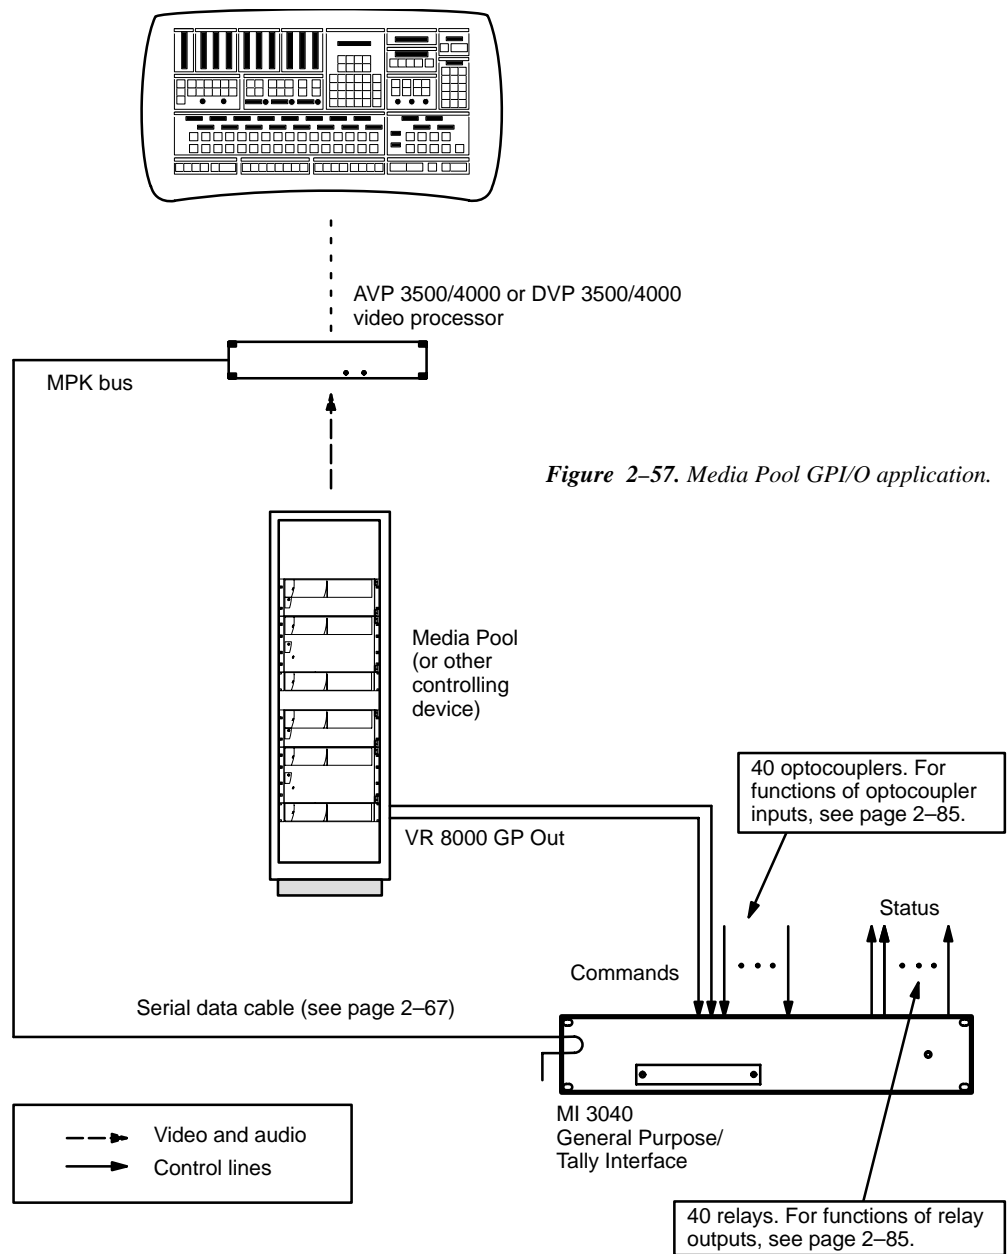 AVP 3500/4000 or DVP 3500/4000
video processor
MPK bus
Figure 2–57. Media Pool GPI/O application.
Media Pool
(or other
controlling
device)
40 optocouplers. For
functions of optocoupler
inputs, see page 2–85.
VR 8000 GP Out
Status
Commands
Serial data cable (see page 2–67)
MI 3040
General Purpose/
Tally Interface
Video and audio
Control lines
40 relays. For functions of relay
outputs, see page 2–85.